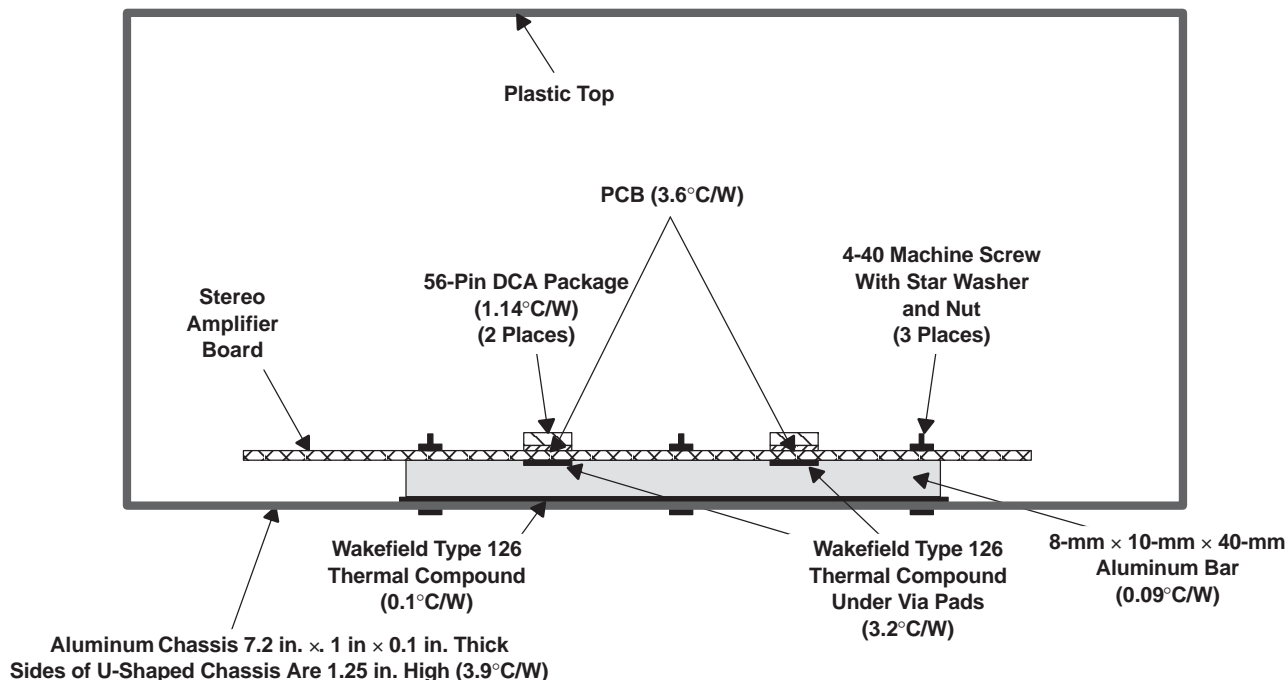 Plastic Top
PCB (3.6°C/W)
4-40 Machine Screw
With Star Washer
and Nut
(3 Places)
56-Pin DCA Package
(1.14°C/W)
(2 Places)
Stereo
Amplifier
Board
Wakefield Type 126
Thermal Compound
(0.1°C/W)
Wakefield Type 126
Thermal Compound
Under Via Pads
(3.2°C/W)
8-mm × 10-mm × 40-mm
Aluminum Bar
(0.09°C/W)
Aluminum Chassis 7.2 in. ×. 1 in × 0.1 in. Thick
Sides of U-Shaped Chassis Are 1.25 in. High (3.9°C/W)